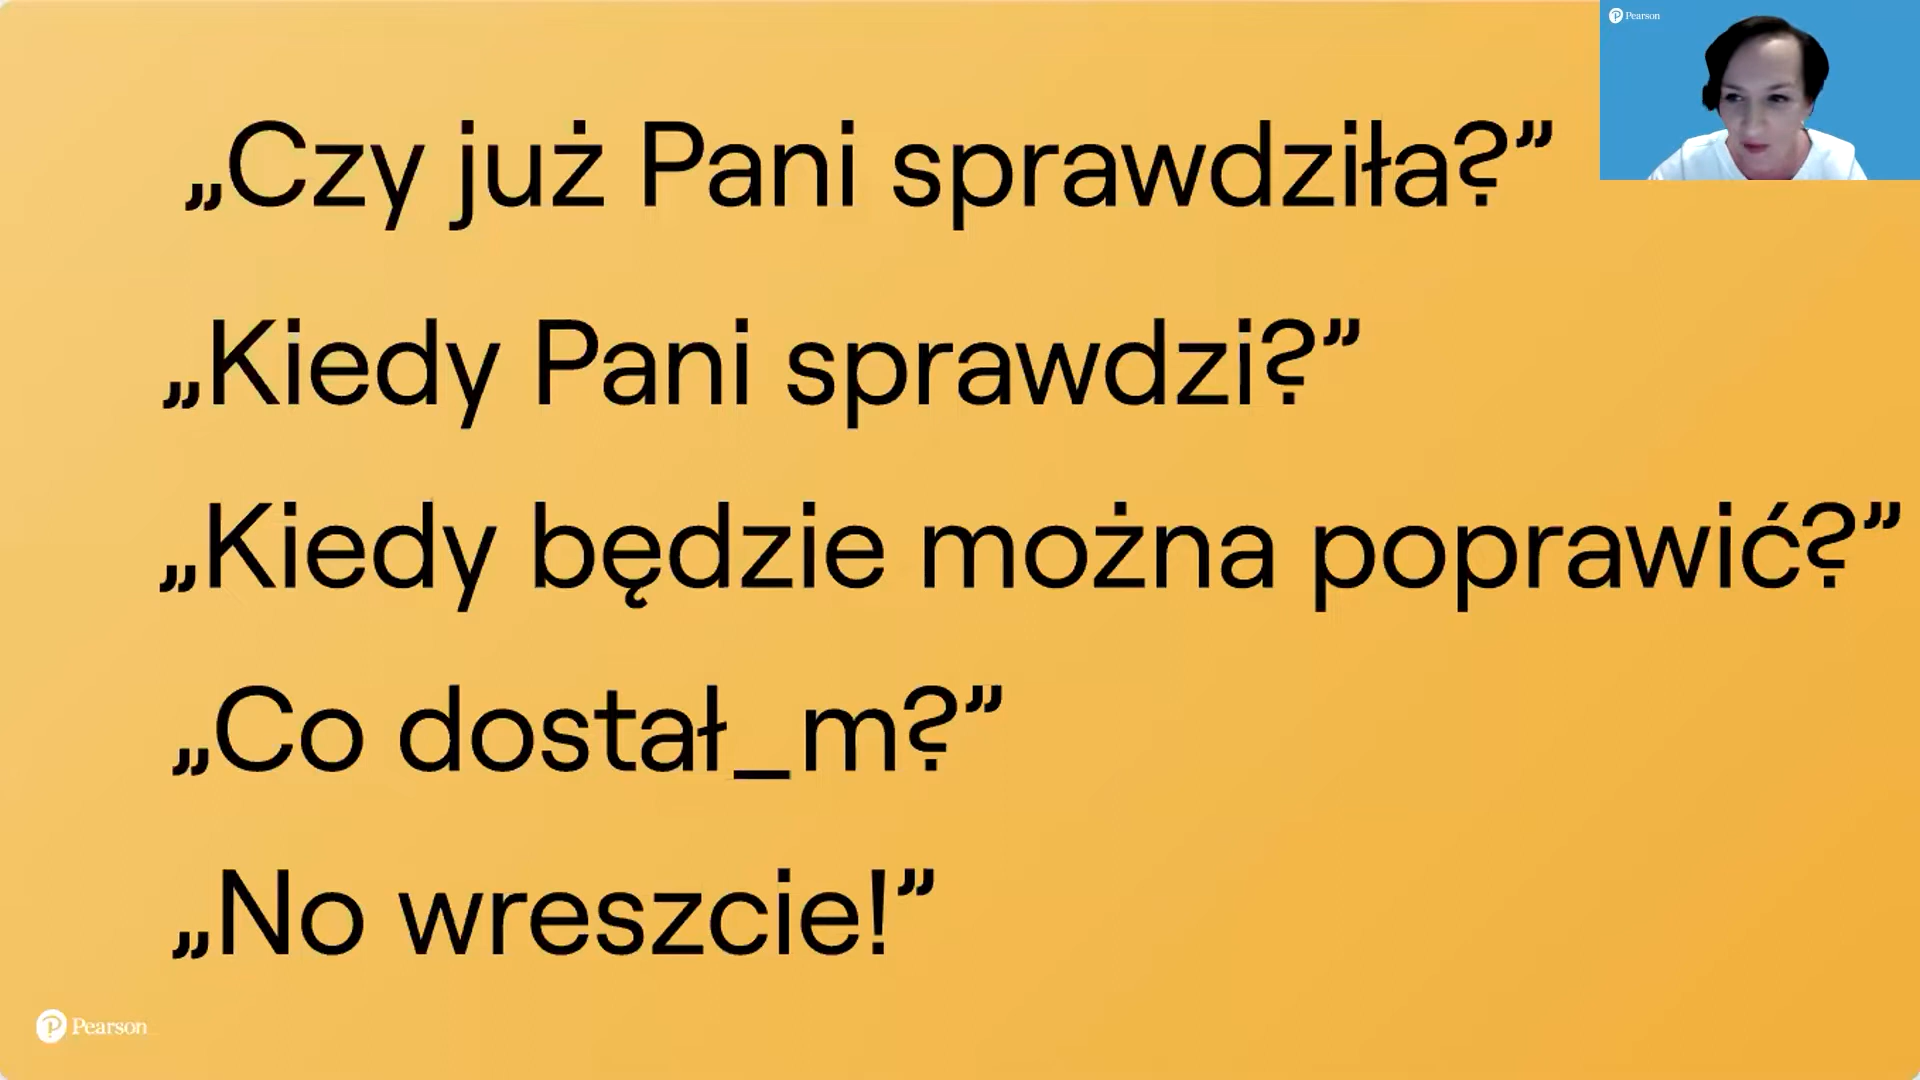 Pearson
„Czy już Pani sprawdziła?”
„Kiedy Pani sprawdzi?”
„Kiedy będzie można poprawić?”
„Co dostał_m?”
„No wreszcie!”
Pearson